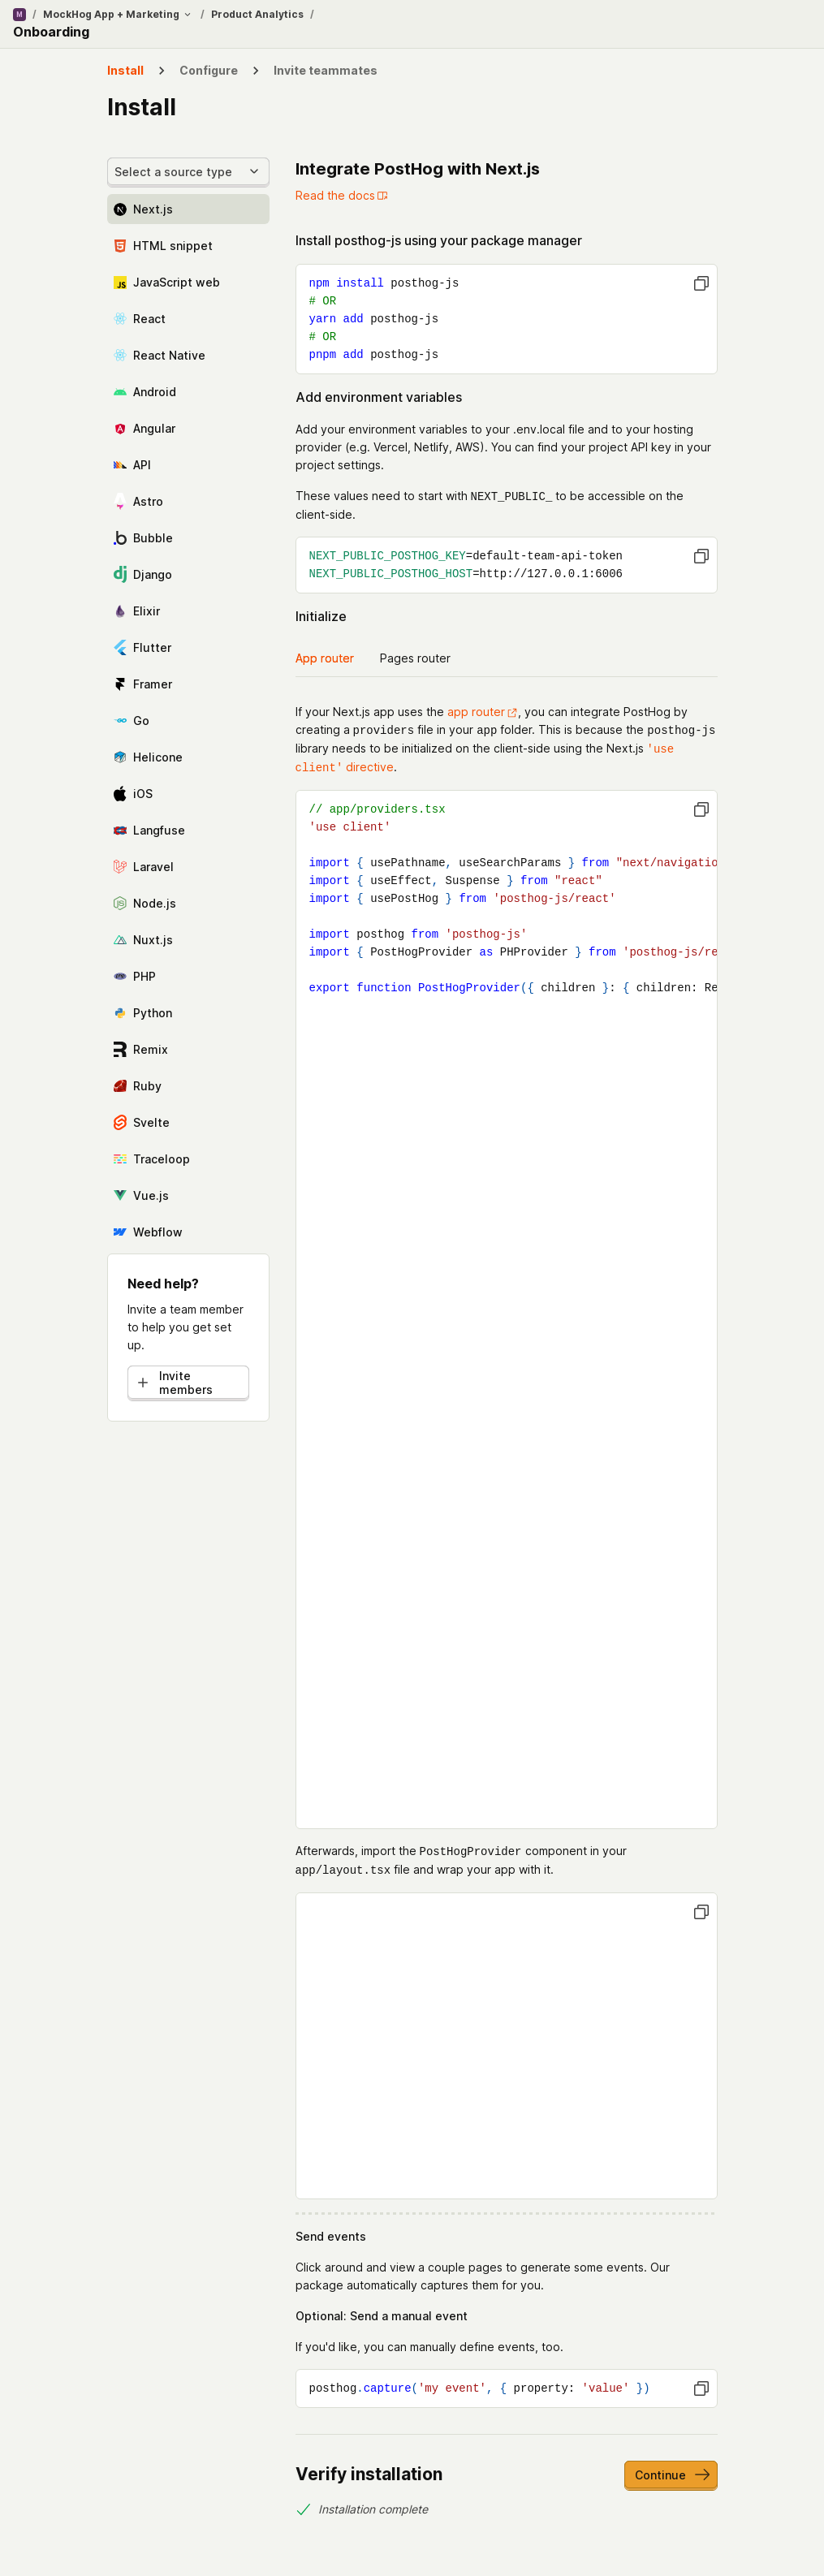 M / MockHog App + Marketing / Product Analytics /
Onboarding
Install > Configure > Invite teammates
Install
Select a source type
Next.js
HTML snippet
JavaScript web
React
React Native
Android
Angular
API
Astro
Bubble
Django
Elixir
Flutter
Framer
Go
Helicone
iOS
Langfuse
Laravel
Node.js
Nuxt.js
PHP
Python
Remix
Ruby
Svelte
Traceloop
Vue.js
Webflow
Need help?
Invite a team member
to help you get set
up.
Invite
members
Integrate PostHog with Next.js
Read the docs
Install posthog-js using your package manager
npm install posthog-js
# OR
yarn add posthog-js
# OR
pnpm add posthog-js
Add environment variables
Add your environment variables to your .env.local file and to your hosting
provider (e.g. Vercel, Netlify, AWS). You can find your project API key in your
project settings.
These values need to start with NEXT_PUBLIC_ to be accessible on the
client-side.
NEXT_PUBLIC_POSTHOG_KEY=default-team-api-token
NEXT_PUBLIC_POSTHOG_HOST=http://127.0.0.1:6006
Initialize
App router Pages router
If your Next.js app uses the app router, you can integrate PostHog by
creating a providers file in your app folder. This is because the posthog-js
library needs to be initialized on the client-side using the Next.js 'use
client' directive.
// app/providers.tsx
'use client'
import { usePathname, useSearchParams } from "next/navigatio
import { useEffect, Suspense } from "react"
import { usePostHog } from 'posthog-js/react'
import posthog from 'posthog-js'
import { PostHogProvider as PHProvider } from 'posthog-js/re
export function PostHogProvider({ children }: { children: Re
Afterwards, import the PostHogProvider component in your
app/layout.tsx file and wrap your app with it.
Send events
Click around and view a couple pages to generate some events. Our
package automatically captures them for you.
Optional: Send a manual event
If you'd like, you can manually define events, too.
posthog.capture('my event', { property: 'value' })
Verify installation
Continue
Installation complete